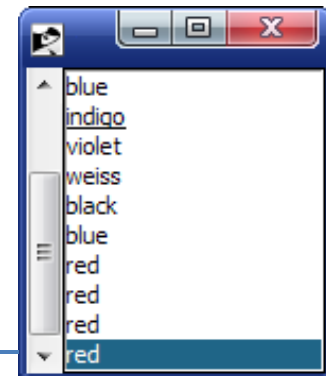 blue
indigo
violet
weiss
black
blue
red
red
red
red